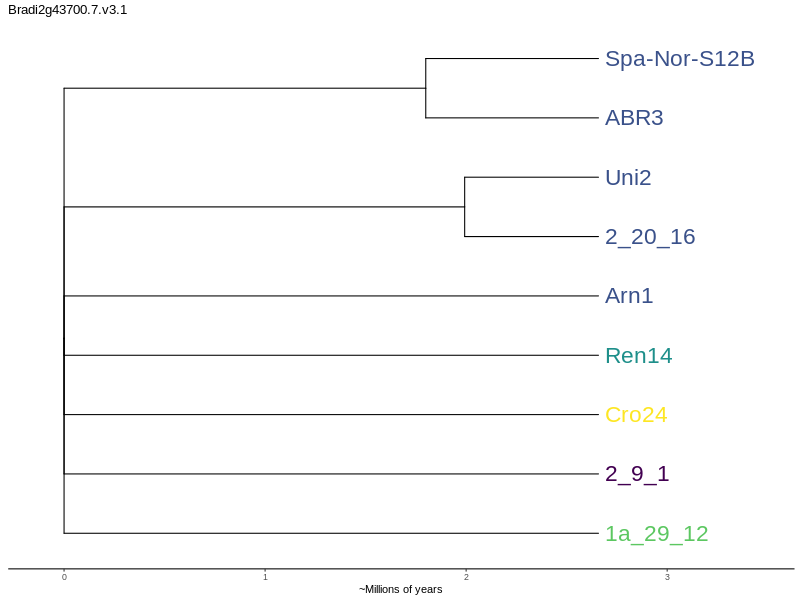 Bradi2g43700.7.v3.1
Spa-Nor-S12B
ABR3
Uni2
2_20_16
Arn1
Ren14
Cro24
2_9_1
1a_29_12
0 1 2 3
~Millions of years